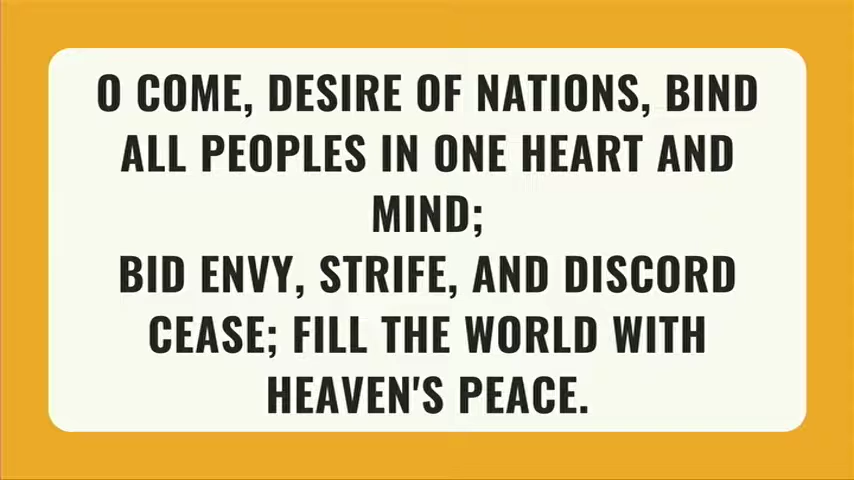 O COME, DESIRE OF NATIONS, BIND
ALL PEOPLES IN ONE HEART AND
MIND;
BID ENVY, STRIFE, AND DISCORD
CEASE; FILL THE WORLD WITH
HEAVEN'S PEACE.